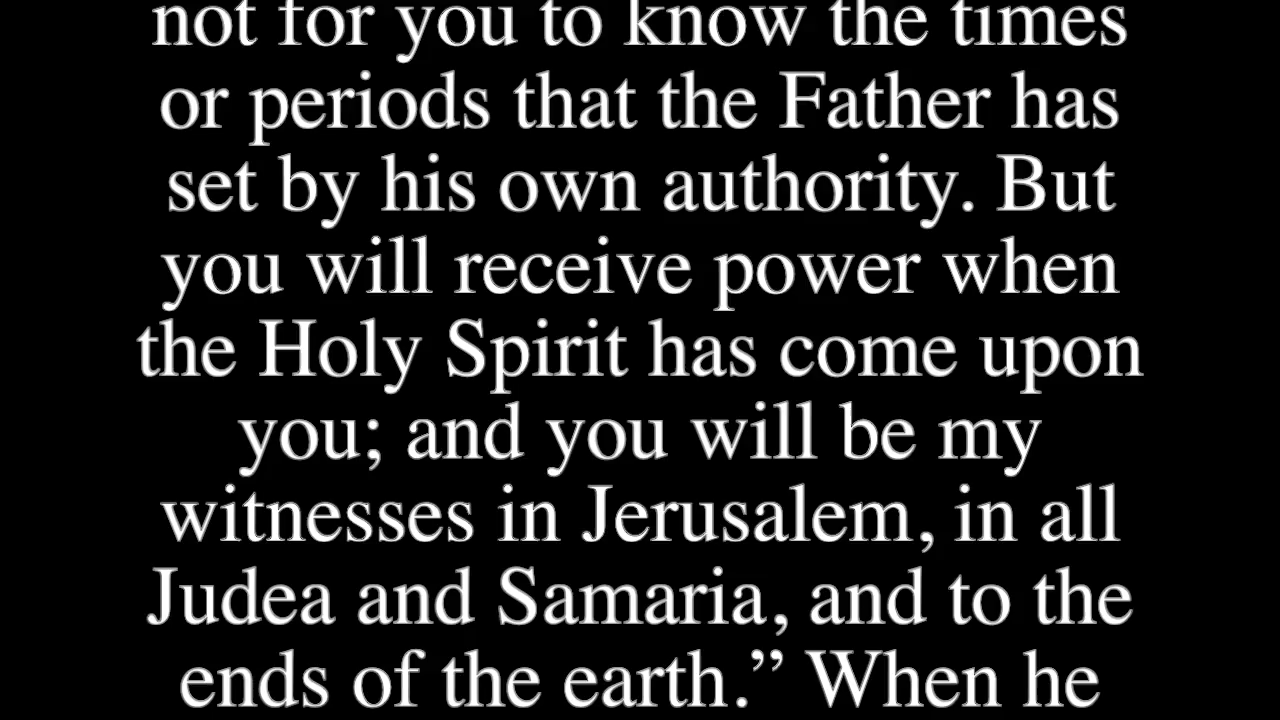 not for you to know the times
or periods that the Father has
set by his own authority. But
you will receive power when
the Holy Spirit has come upon
you; and you will be my
witnesses in Jerusalem, in all
Judea and Samaria, and to the
ends of the earth.” When he